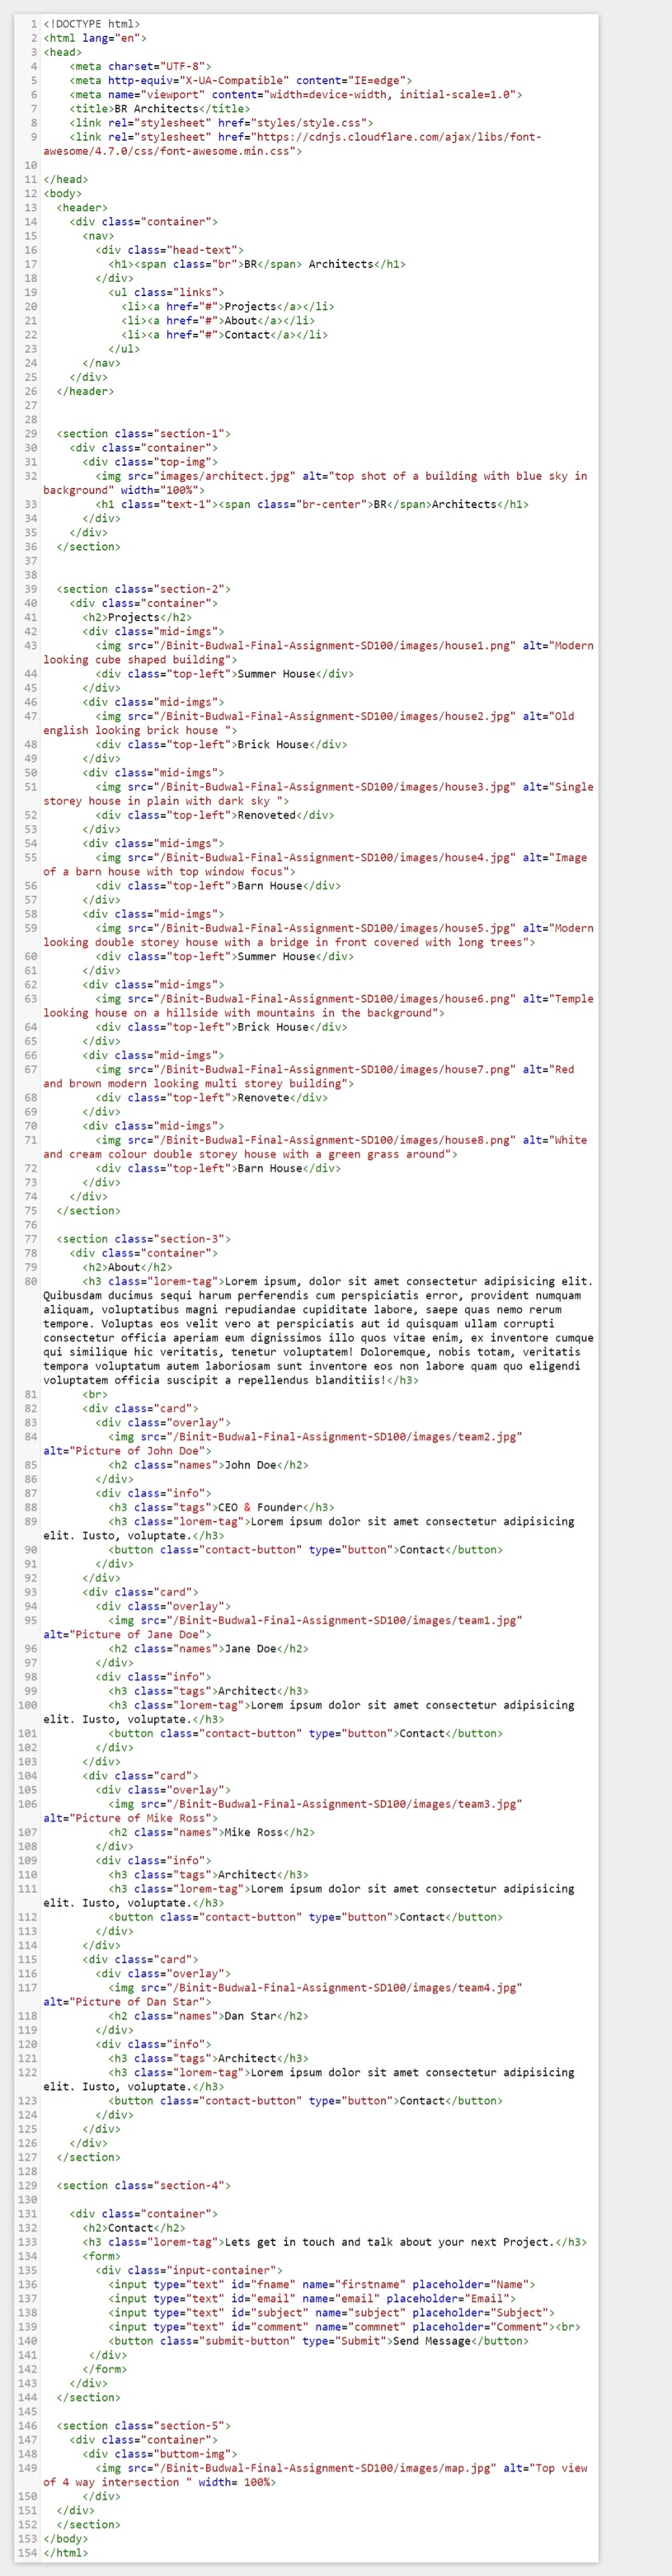 1 <!DOCTYPE html>
2 <html lang="en">
3 <head>
4     <meta charset="UTF-8">
5     <meta http-equiv="X-UA-Compatible" content="IE=edge">
6     <meta name="viewport" content="width=device-width, initial-scale=1.0">
7     <title>BR Architects</title>
8     <link rel="stylesheet" href="styles/style.css">
9     <link rel="stylesheet" href="https://cdnjs.cloudflare.com/ajax/libs/font-
awesome/4.7.0/css/font-awesome.min.css">
10
11 </head>
12 <body>
13   <header>
14     <div class="container">
15       <nav>
16         <div class="head-text">
17           <h1><span class="br">BR</span> Architects</h1>
18         </div>
19           <ul class="links">
20             <li><a href="#">Projects</a></li>
21             <li><a href="#">About</a></li>
22             <li><a href="#">Contact</a></li>
23           </ul>
24       </nav>
25     </div>
26   </header>
27
28
29   <section class="section-1">
30     <div class="container">
31       <div class="top-img">
32         <img src="images/architect.jpg" alt="top shot of a building with blue sky in
background" width="100%">
33         <h1 class="text-1"><span class="br-center">BR</span>Architects</h1>
34       </div>
35     </div>
36   </section>
37
38
39   <section class="section-2">
40     <div class="container">
41       <h2>Projects</h2>
42       <div class="mid-imgs">
43         <img src="/Binit-Budwal-Final-Assignment-SD100/images/house1.png" alt="Modern
looking cube shaped building">
44         <div class="top-left">Summer House</div>
45       </div>
46       <div class="mid-imgs">
47         <img src="/Binit-Budwal-Final-Assignment-SD100/images/house2.jpg" alt="Old
english looking brick house ">
48         <div class="top-left">Brick House</div>
49       </div>
50       <div class="mid-imgs">
51         <img src="/Binit-Budwal-Final-Assignment-SD100/images/house3.jpg" alt="Single
storey house in plain with dark sky ">
52         <div class="top-left">Renoveted</div>
53       </div>
54       <div class="mid-imgs">
55         <img src="/Binit-Budwal-Final-Assignment-SD100/images/house4.jpg" alt="Image
of a barn house with top window focus">
56         <div class="top-left">Barn House</div>
57       </div>
58       <div class="mid-imgs">
59         <img src="/Binit-Budwal-Final-Assignment-SD100/images/house5.jpg" alt="Modern
looking double storey house with a bridge in front covered with long trees">
60         <div class="top-left">Summer House</div>
61       </div>
62       <div class="mid-imgs">
63         <img src="/Binit-Budwal-Final-Assignment-SD100/images/house6.png" alt="Temple
looking house on a hillside with mountains in the background">
64         <div class="top-left">Brick House</div>
65       </div>
66       <div class="mid-imgs">
67         <img src="/Binit-Budwal-Final-Assignment-SD100/images/house7.png" alt="Red
and brown modern looking multi storey building">
68         <div class="top-left">Renovete</div>
69       </div>
70       <div class="mid-imgs">
71         <img src="/Binit-Budwal-Final-Assignment-SD100/images/house8.png" alt="White
and cream colour double storey house with a green grass around">
72         <div class="top-left">Barn House</div>
73       </div>
74     </div>
75   </section>
76
77   <section class="section-3">
78     <div class="container">
79       <h2>About</h2>
80       <h3 class="lorem-tag">Lorem ipsum, dolor sit amet consectetur adipisicing elit.
Quibusdam ducimus sequi harum perferendis cum perspiciatis error, provident numquam
aliquam, voluptatibus magni repudiandae cupiditate labore, saepe quas nemo rerum
tempore. Voluptas eos velit vero at perspiciatis aut id quisquam ullam corrupti
consectetur officia aperiam eum dignissimos illo quos vitae enim, ex inventore cumque
qui similique hic veritatis, tenetur voluptatem! Doloremque, nobis totam, veritatis
tempora voluptatum autem laboriosam sunt inventore eos non labore quam quo eligendi
voluptatem officia suscipit a repellendus blanditiis!</h3>
81       <br>
82       <div class="card">
83         <div class="overlay">
84           <img src="/Binit-Budwal-Final-Assignment-SD100/images/team2.jpg"
alt="Picture of John Doe">
85           <h2 class="names">John Doe</h2>
86         </div>
87         <div class="info">
88           <h3 class="tags">CEO & Founder</h3>
89           <h3 class="lorem-tag">Lorem ipsum dolor sit amet consectetur adipisicing
elit. Iusto, voluptate.</h3>
90           <button class="contact-button" type="button">Contact</button>
91         </div>
92       </div>
93       <div class="card">
94         <div class="overlay">
95           <img src="/Binit-Budwal-Final-Assignment-SD100/images/team1.jpg"
alt="Picture of Jane Doe">
96           <h2 class="names">Jane Doe</h2>
97         </div>
98         <div class="info">
99           <h3 class="tags">Architect</h3>
100           <h3 class="lorem-tag">Lorem ipsum dolor sit amet consectetur adipisicing
elit. Iusto, voluptate.</h3>
101           <button class="contact-button" type="button">Contact</button>
102         </div>
103       </div>
104       <div class="card">
105         <div class="overlay">
106           <img src="/Binit-Budwal-Final-Assignment-SD100/images/team3.jpg"
alt="Picture of Mike Ross">
107           <h2 class="names">Mike Ross</h2>
108         </div>
109         <div class="info">
110           <h3 class="tags">Architect</h3>
111           <h3 class="lorem-tag">Lorem ipsum dolor sit amet consectetur adipisicing
elit. Iusto, voluptate.</h3>
112           <button class="contact-button" type="button">Contact</button>
113         </div>
114       </div>
115       <div class="card">
116         <div class="overlay">
117           <img src="/Binit-Budwal-Final-Assignment-SD100/images/team4.jpg"
alt="Picture of Dan Star">
118           <h2 class="names">Dan Star</h2>
119         </div>
120         <div class="info">
121           <h3 class="tags">Architect</h3>
122           <h3 class="lorem-tag">Lorem ipsum dolor sit amet consectetur adipisicing
elit. Iusto, voluptate.</h3>
123           <button class="contact-button" type="button">Contact</button>
124         </div>
125       </div>
126     </div>
127   </section>
128
129   <section class="section-4">
130
131     <div class="container">
132       <h2>Contact</h2>
133       <h3 class="lorem-tag">Lets get in touch and talk about your next Project.</h3>
134       <form>
135         <div class="input-container">
136           <input type="text" id="fname" name="firstname" placeholder="Name">
137           <input type="text" id="email" name="email" placeholder="Email">
138           <input type="text" id="subject" name="subject" placeholder="Subject">
139           <input type="text" id="comment" name="commnet" placeholder="Comment"><br>
140           <button class="submit-button" type="Submit">Send Message</button>
141        </div>
142       </form>
143     </div>
144   </section>
145
146   <section class="section-5">
147     <div class="container">
148       <div class="buttom-img">
149         <img src="/Binit-Budwal-Final-Assignment-SD100/images/map.jpg" alt="Top view
of 4 way intersection " width= 100%>
150       </div>
151   </div>
152   </section>
153 </body>
154 </html>